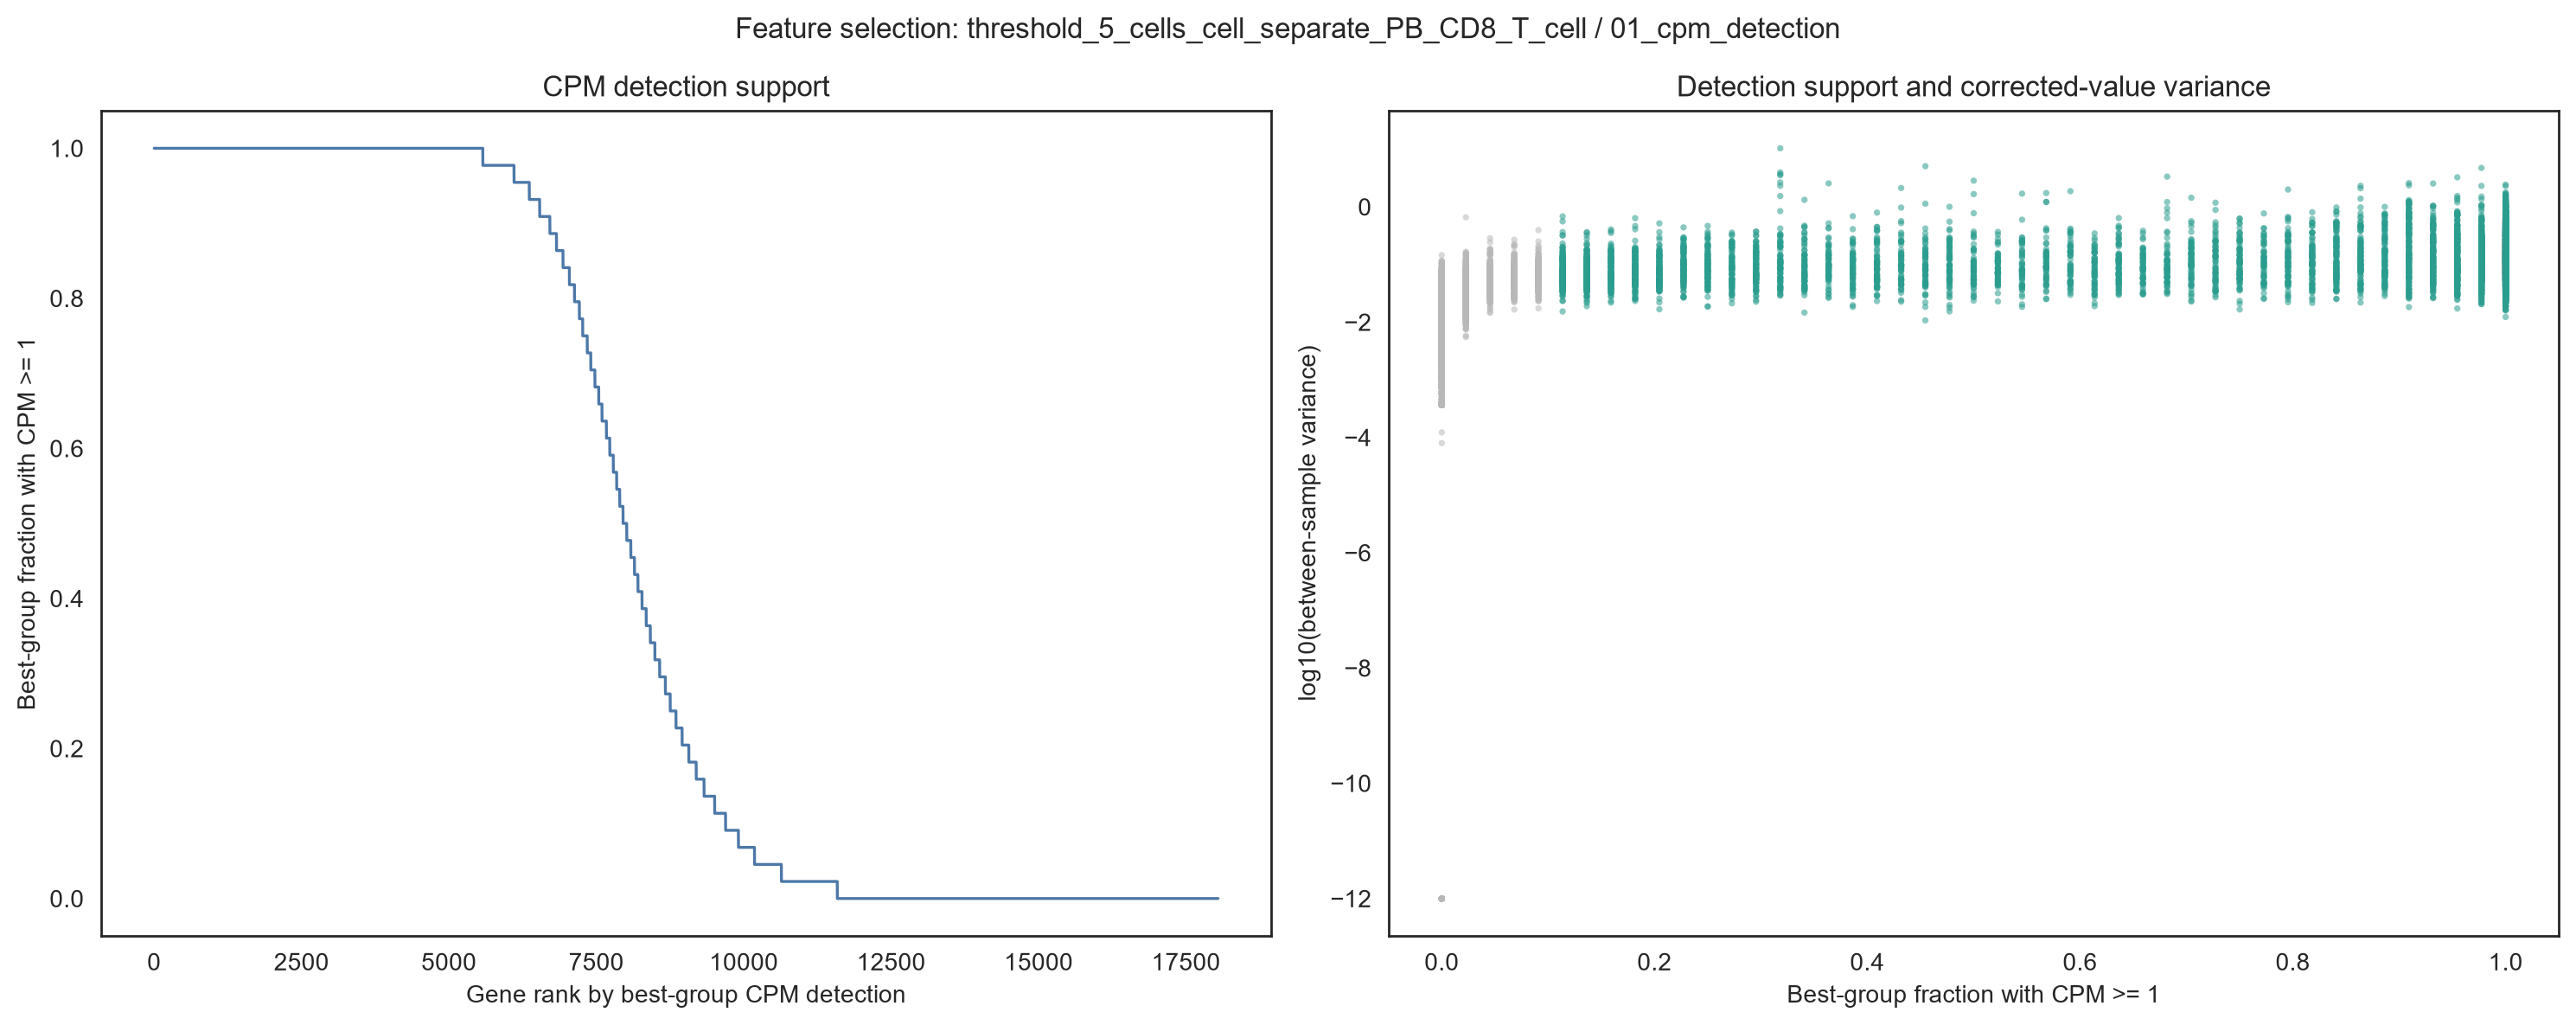 Feature selection: threshold_5_cells_cell_separate_PB_CD8_T_cell / 01_cpm_detection
CPM detection support
Best-group fraction with CPM >= 1
1.0
0.8
0.6
0.4
0.2
0.0
0 2500 5000 7500 10000 12500 15000 17500
Gene rank by best-group CPM detection
Detection support and corrected-value variance
log10(between-sample variance)
0
−2
−4
−6
−8
−10
−12
0.0 0.2 0.4 0.6 0.8 1.0
Best-group fraction with CPM >= 1